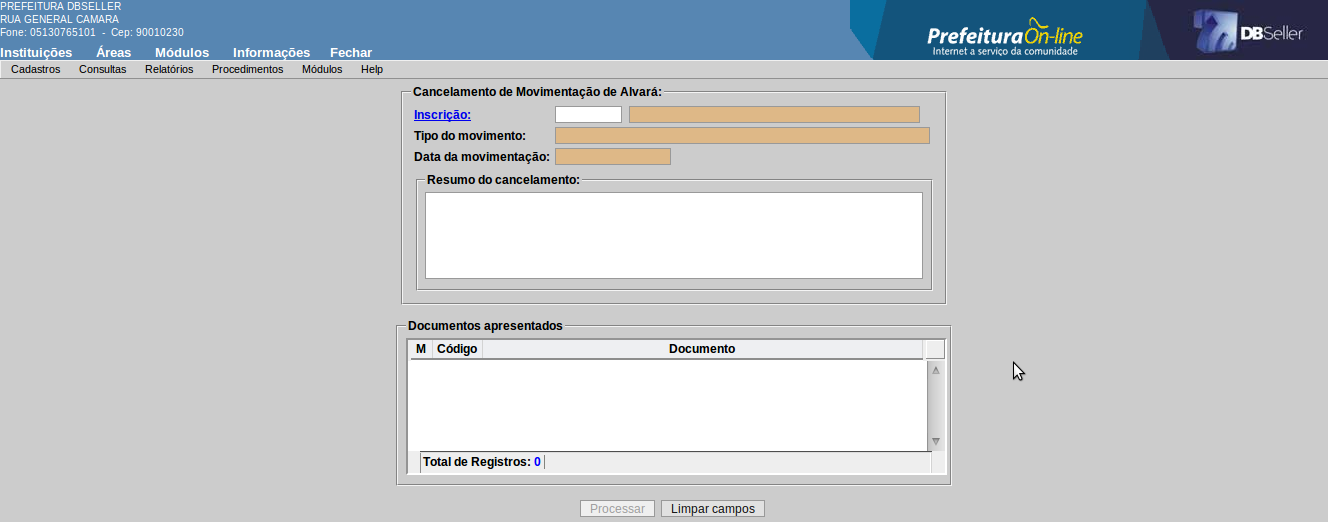 PREFEITURA DBSELLER
RUA GENERAL CAMARA
Fone: 05130765101 - Cep: 90010230
Instituições Áreas Módulos Informações Fechar
Prefeitura On-line
Internet a serviço da comunidade
DBSeller
Cadastros Consultas Relatórios Procedimentos Módulos Help
Cancelamento de Movimentação de Alvará:
Inscrição:
Tipo do movimento:
Data da movimentação:
Resumo do cancelamento:
Documentos apresentados
M Código Documento
Total de Registros: 0
Processar Limpar campos